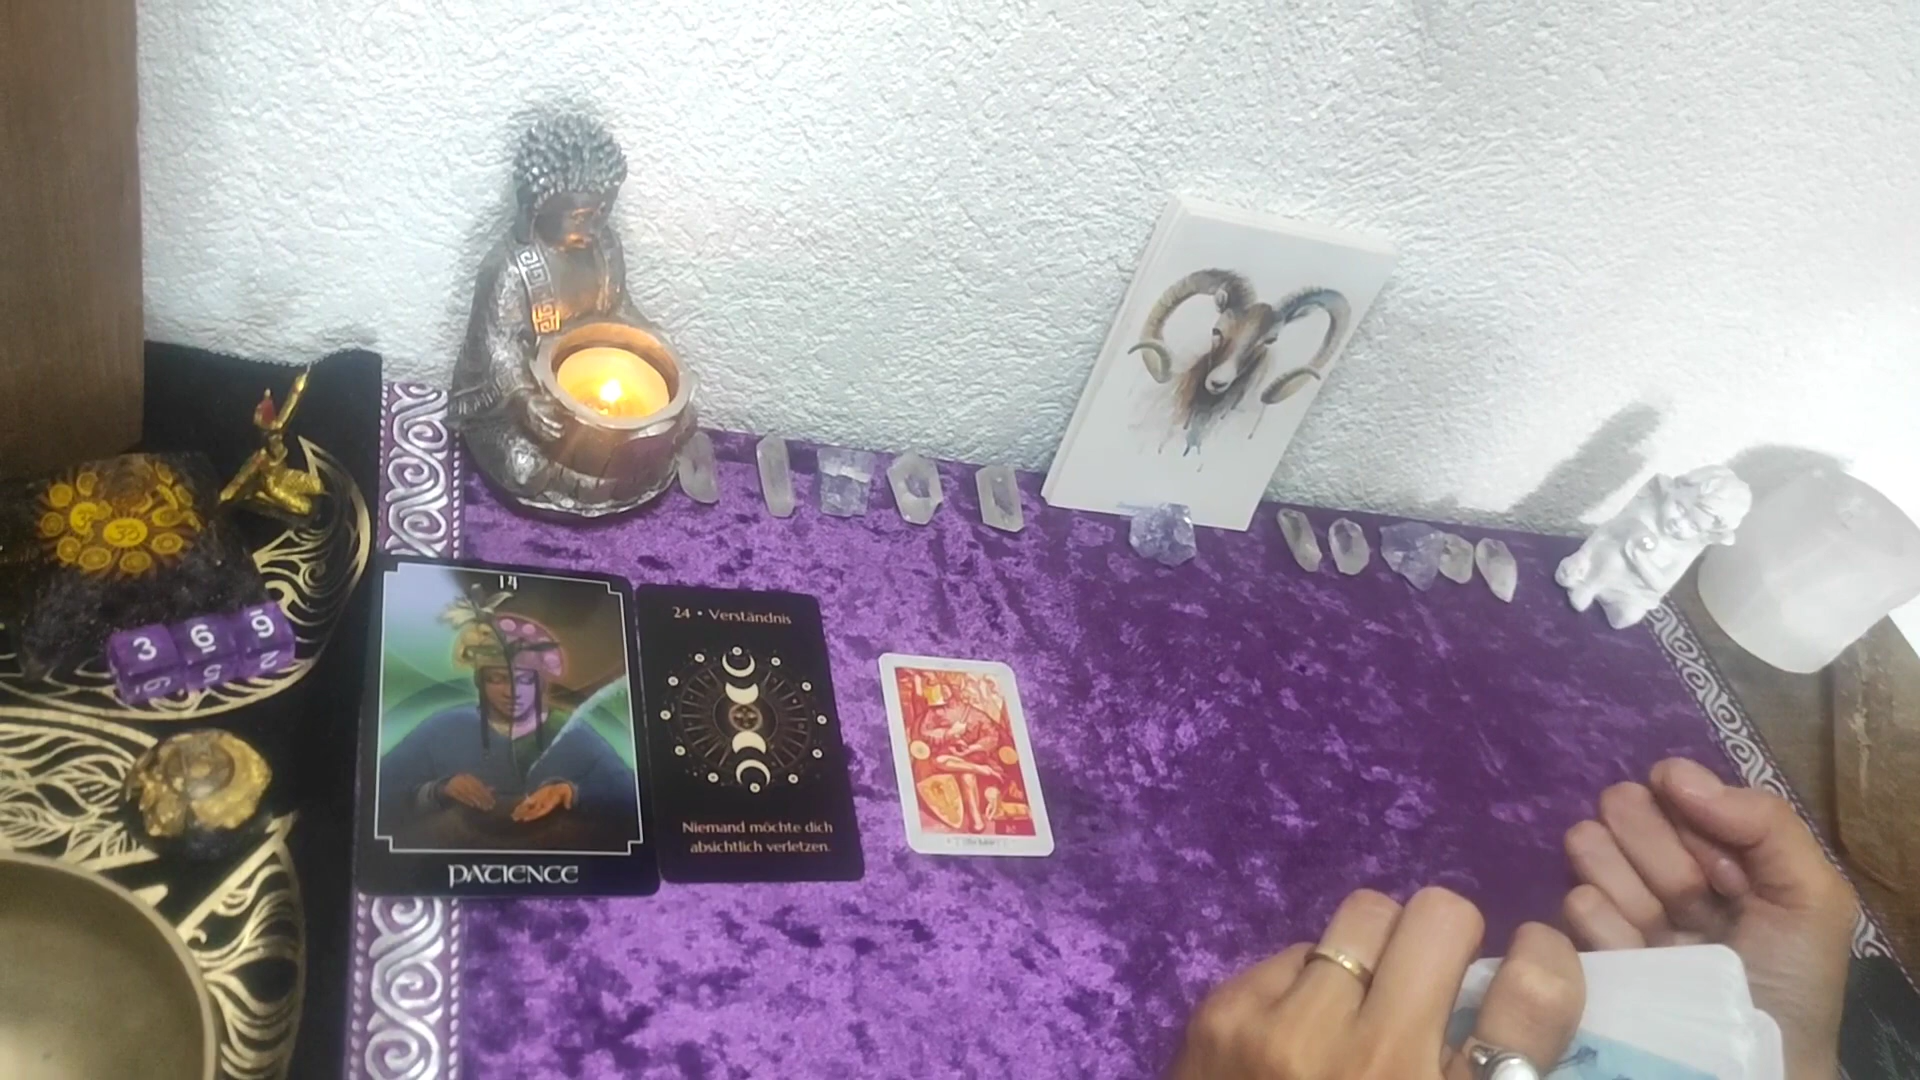 3 6 9
14
PATIENCE
24 • Verständnis
Niemand möchte dich
absichtlich verletzen.